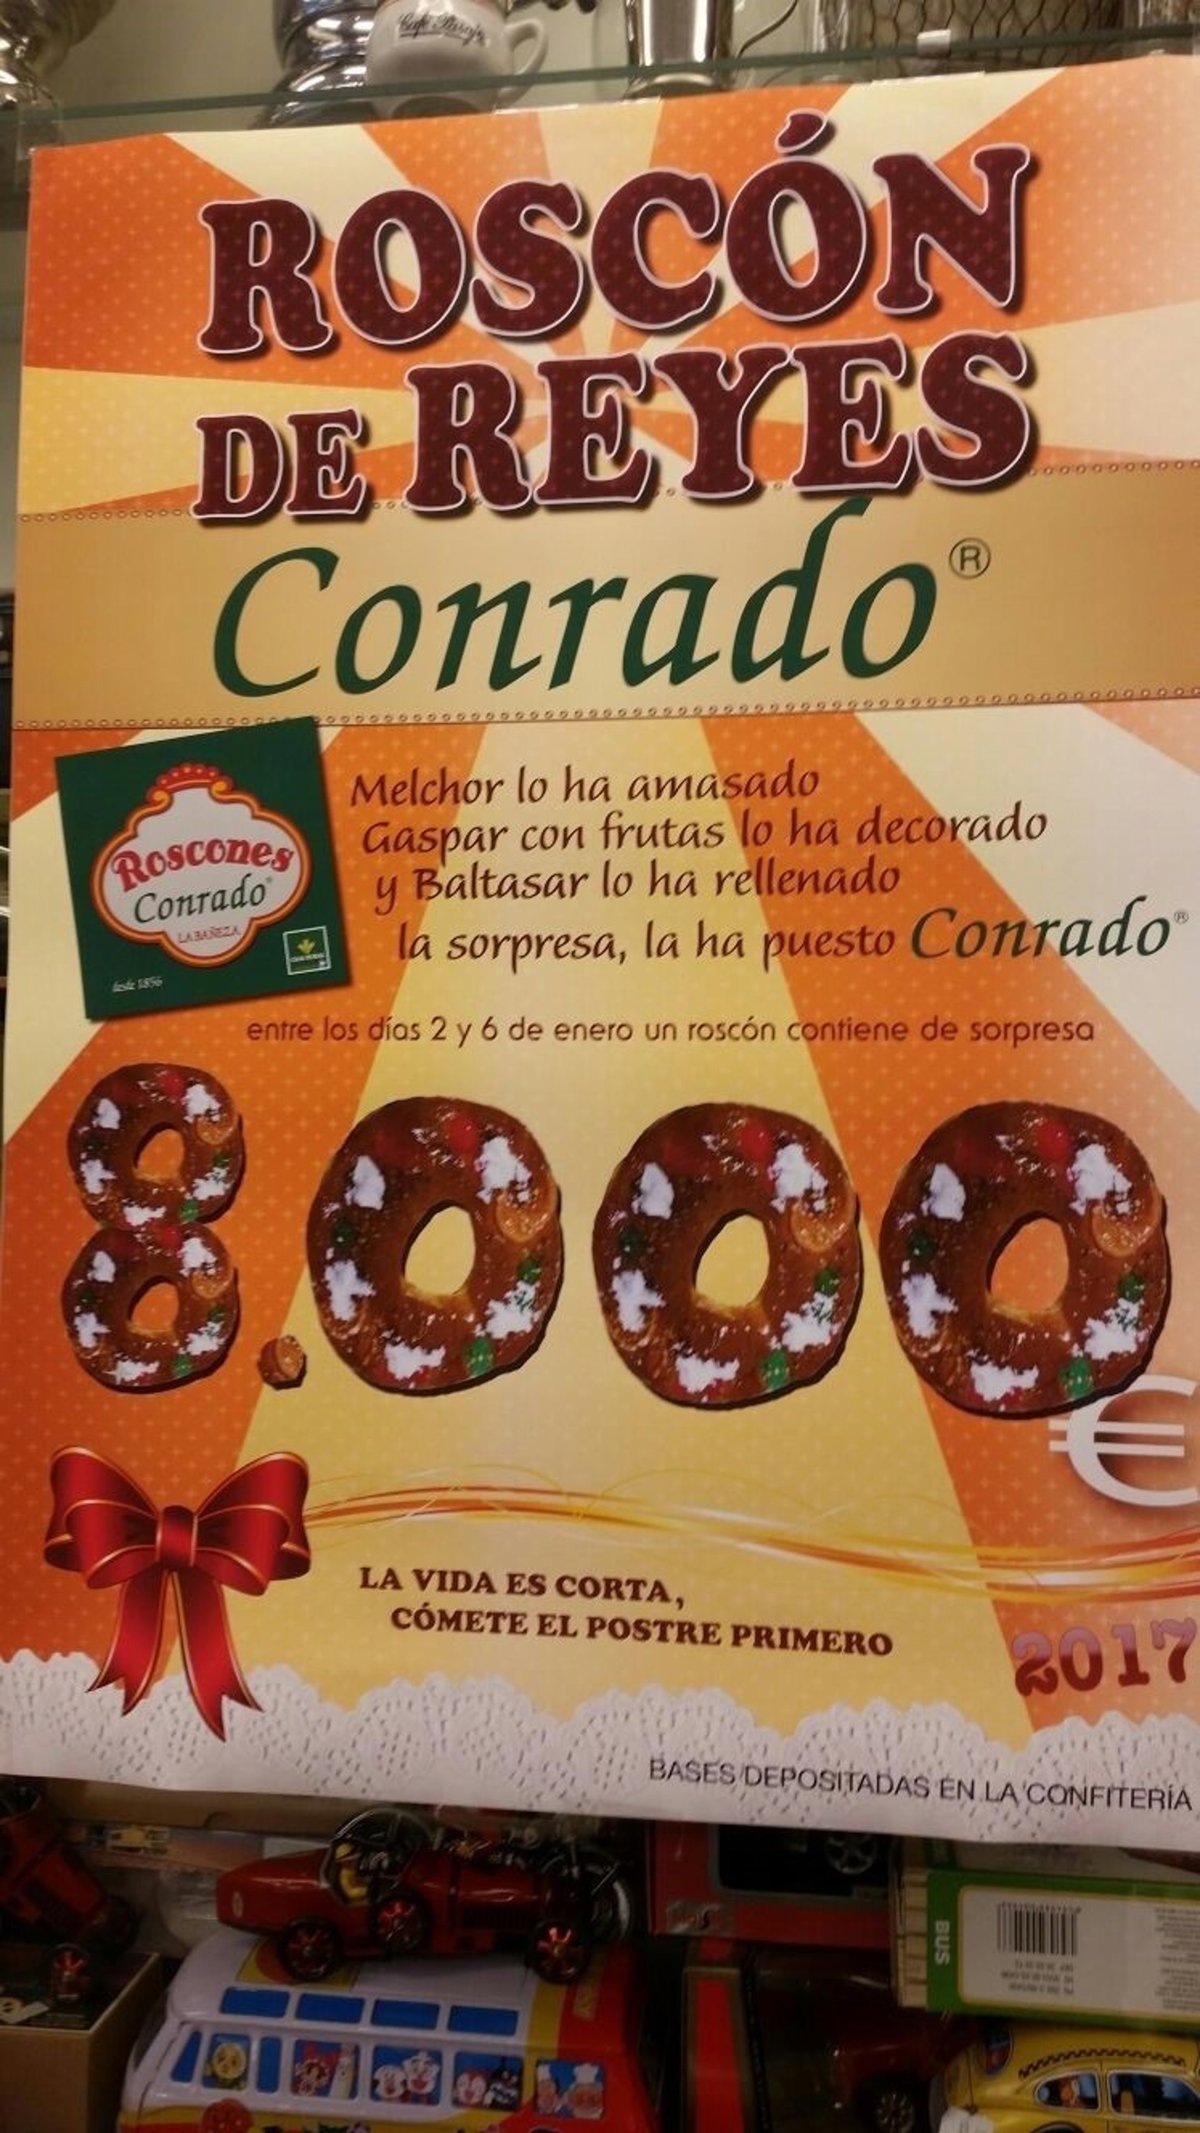 ROSCÓN
DE REYES
Conrado®
Roscones
Conrado®
LA BAÑEZA
desde 1856
Melchor lo ha amasado
Gaspar con frutas lo ha decorado
y Baltasar lo ha rellenado
la sorpresa, la ha puesto Conrado®
entre los días 2 y 6 de enero un roscón contiene de sorpresa
8.000 €
LA VIDA ES CORTA,
CÓMETE EL POSTRE PRIMERO
2017
BASES DEPOSITADAS EN LA CONFITERÍA
BUS